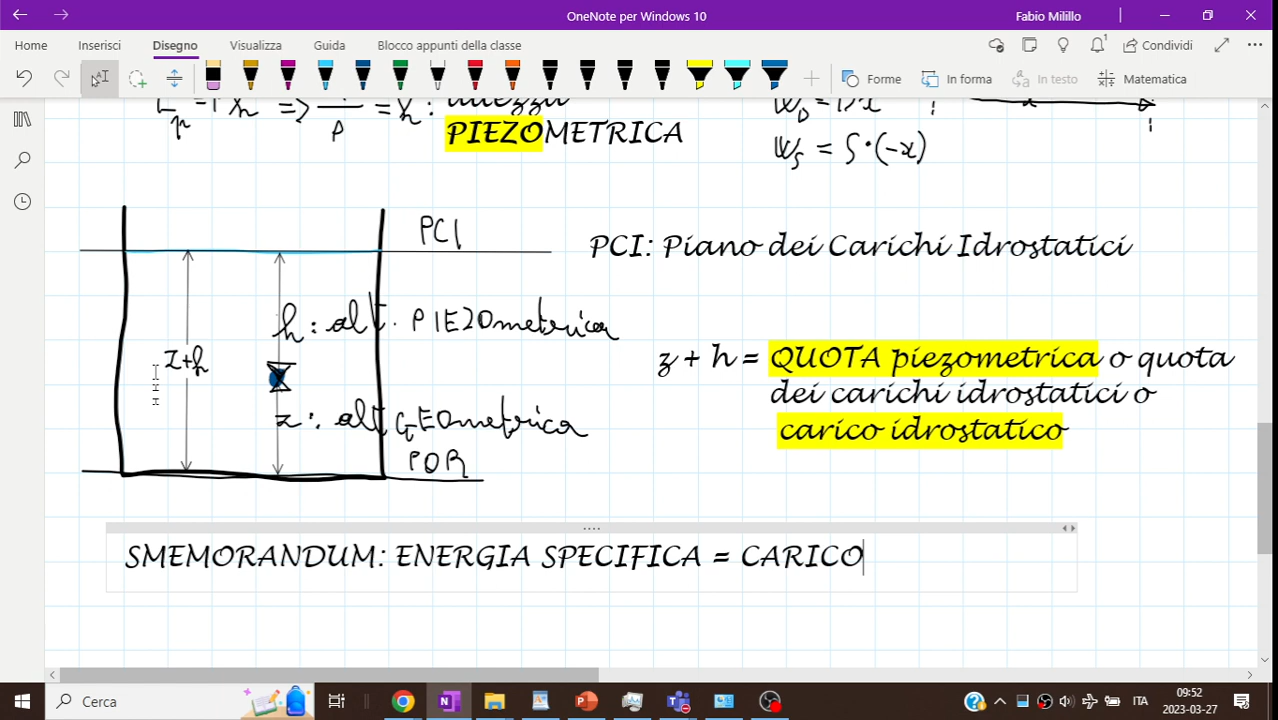 OneNote per Windows 10
Fabio Milillo
Home Inserisci Disegno Visualizza Guida Blocco appunti della classe
Condividi
Forme In forma In testo Matematica
PIEZOMETRICA
PCI
PCI: Piano dei Carichi Idrostatici
h: alt. PIEZOmetrica
z+h
z + h = QUOTA piezometrica o quota
dei carichi idrostatici o
carico idrostatico
z: alt GEOmetrica
PDR
SMEMORANDUM: ENERGIA SPECIFICA = CARICO
Cerca
ITA
09:52
2023-03-27